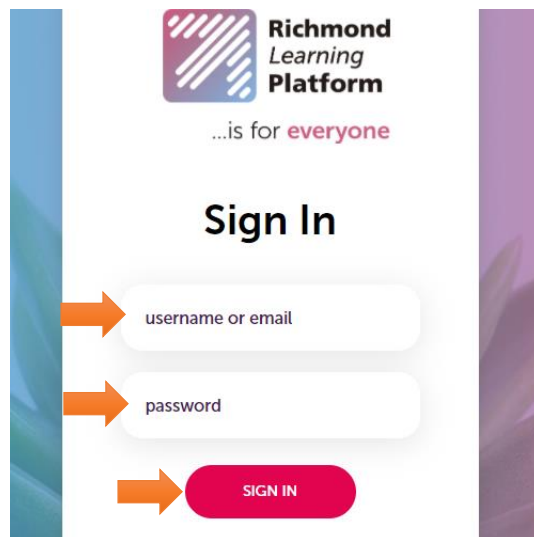 Richmond
Learning
Platform
...is for everyone
Sign In
username or email
password
SIGN IN